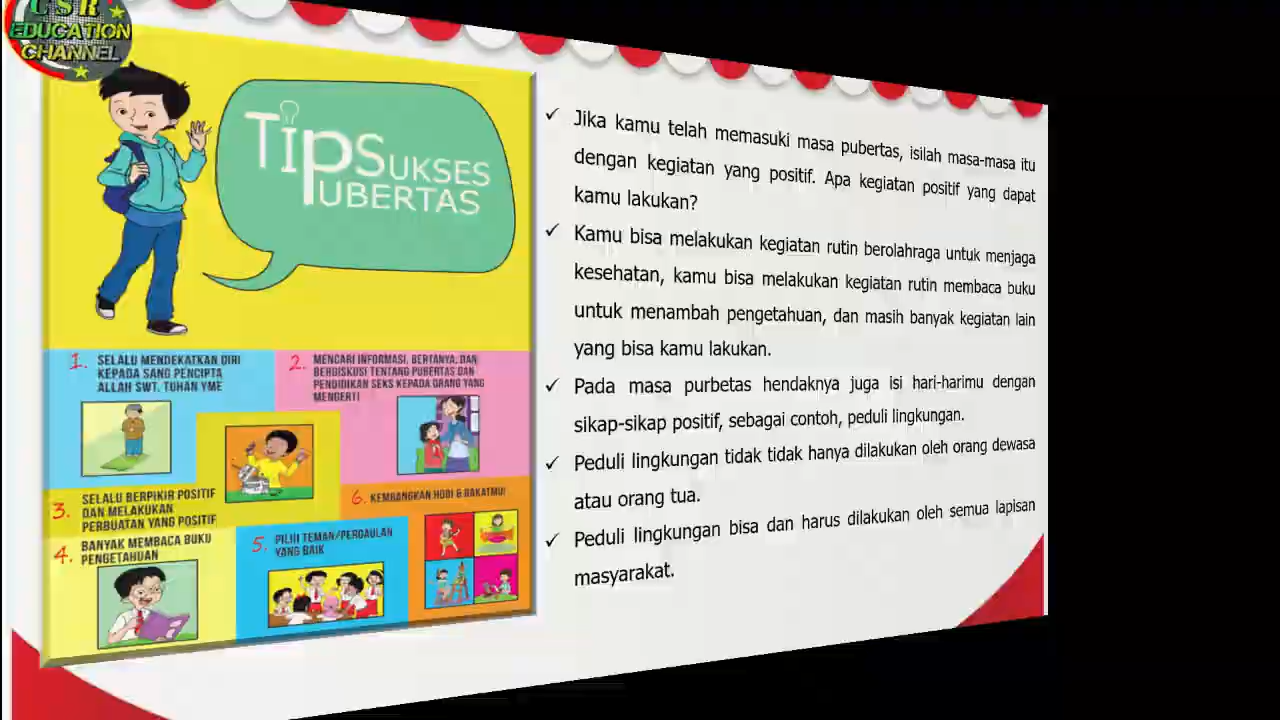 CSR
EDUCATION
CHANNEL
TipSUKSES
PUBERTAS
1. SELALU MENDEKATKAN DIRI
KEPADA SANG PENCIPTA
ALLAH SWT, TUHAN YME
2. MENCARI INFORMASI, BERTANYA, DAN
BERDISKUSI TENTANG PUBERTAS DAN
PENDIDIKAN SEKS KEPADA ORANG YANG
MENGERTI
3. SELALU BERPIKIR POSITIF
DAN MELAKUKAN
PERBUATAN YANG POSITIF
4. BANYAK MEMBACA BUKU
PENGETAHUAN
5. PILIH TEMAN/PERGAULAN
YANG BAIK
6. KEMBANGKAN HOBI & BAKATMU!
✓ Jika kamu telah memasuki masa pubertas, isilah masa-masa itu
dengan kegiatan yang positif. Apa kegiatan positif yang dapat
kamu lakukan?
✓ Kamu bisa melakukan kegiatan rutin berolahraga untuk menjaga
kesehatan, kamu bisa melakukan kegiatan rutin membaca buku
untuk menambah pengetahuan, dan masih banyak kegiatan lain
yang bisa kamu lakukan.
✓ Pada masa purbetas hendaknya juga isi hari-harimu dengan
sikap-sikap positif, sebagai contoh, peduli lingkungan.
✓ Peduli lingkungan tidak tidak hanya dilakukan oleh orang dewasa
atau orang tua.
✓ Peduli lingkungan bisa dan harus dilakukan oleh semua lapisan
masyarakat.